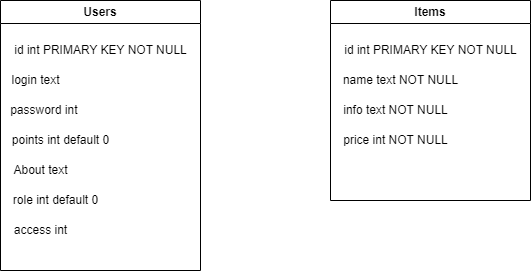 Users
id int PRIMARY KEY NOT NULL
login text
password int
points int default 0
About text
role int default 0
access int
Items
id int PRIMARY KEY NOT NULL
name text NOT NULL
info text NOT NULL
price int NOT NULL